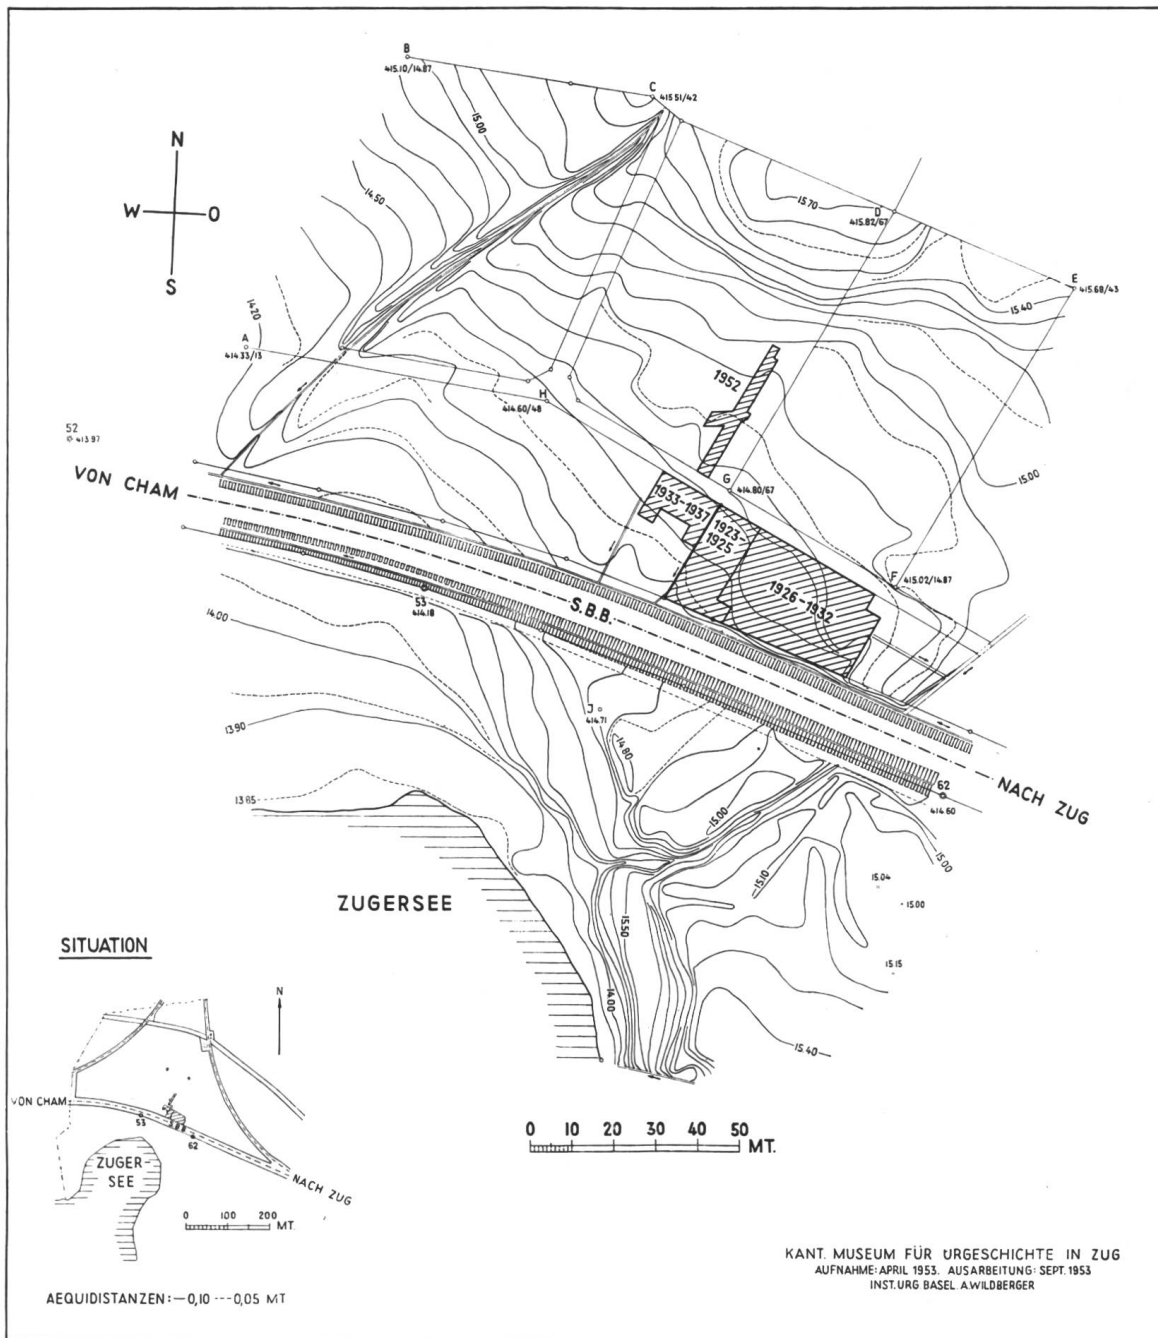 B
415.10/14.87
C
415.51/42
15.00
N
W O
S
14.50
15.70
D
415.82/67
E
415.68/43
15.40
14.20
A
414.33/13
1952
H
414.60/48
52
413.97
VON CHAM
15.00
G
414.80/67
1933-1937
1923-
1925
1926-1932
F
415.02/14.87
S.B.B.
53
414.18
14.00
J
414.71
13.90
14.80
13.85
NACH ZUG
62
414.60
15.00
15.00
15.10
15.04
15.00
ZUGERSEE
15.50
15.15
14.00
15.40
SITUATION
N
VON CHAM
53
S B B
62
ZUGER-
SEE
NACH ZUG
0 100 200
MT.
0 10 20 30 40 50
MT.
KANT. MUSEUM FÜR URGESCHICHTE IN ZUG
AUFNAHME: APRIL 1953. AUSARBEITUNG: SEPT. 1953
INST. URG BASEL A.WILDBERGER
AEQUIDISTANZEN: — 0,10 --- 0,05 MT